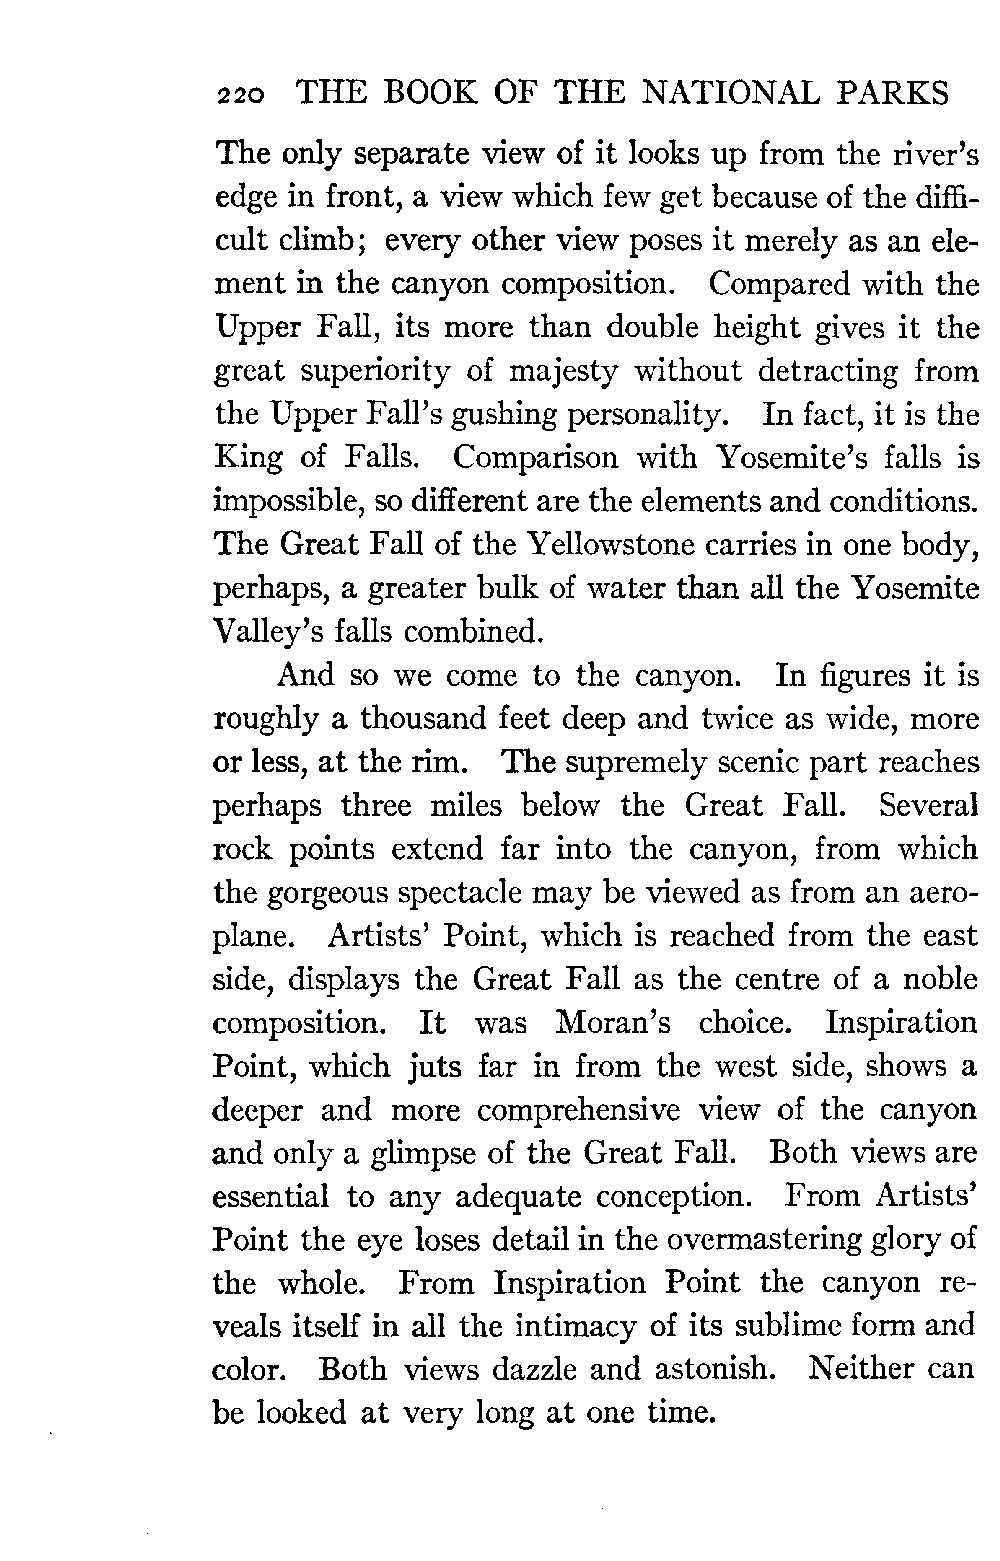 220 THE BOOK OF THE NATIONAL PARKS
The only separate view of it looks up from the river's
edge in front, a view which few get because of the diffi-
cult climb; every other view poses it merely as an ele-
ment in the canyon composition. Compared with the
Upper Fall, its more than double height gives it the
great superiority of majesty without detracting from
the Upper Fall's gushing personality. In fact, it is the
King of Falls. Comparison with Yosemite's falls is
impossible, so different are the elements and conditions.
The Great Fall of the Yellowstone carries in one body,
perhaps, a greater bulk of water than all the Yosemite
Valley's falls combined.
And so we come to the canyon. In figures it is
roughly a thousand feet deep and twice as wide, more
or less, at the rim. The supremely scenic part reaches
perhaps three miles below the Great Fall. Several
rock points extend far into the canyon, from which
the gorgeous spectacle may be viewed as from an aero-
plane. Artists' Point, which is reached from the east
side, displays the Great Fall as the centre of a noble
composition. It was Moran's choice. Inspiration
Point, which juts far in from the west side, shows a
deeper and more comprehensive view of the canyon
and only a glimpse of the Great Fall. Both views are
essential to any adequate conception. From Artists'
Point the eye loses detail in the overmastering glory of
the whole. From Inspiration Point the canyon re-
veals itself in all the intimacy of its sublime form and
color. Both views dazzle and astonish. Neither can
be looked at very long at one time.